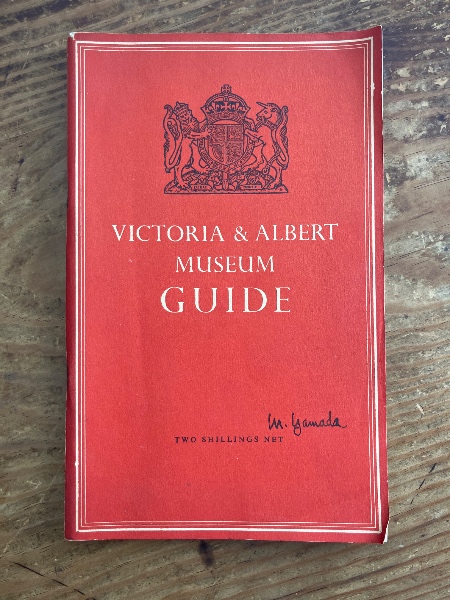 VICTORIA & ALBERT
MUSEUM
GUIDE
M. Yamada
TWO SHILLINGS NET